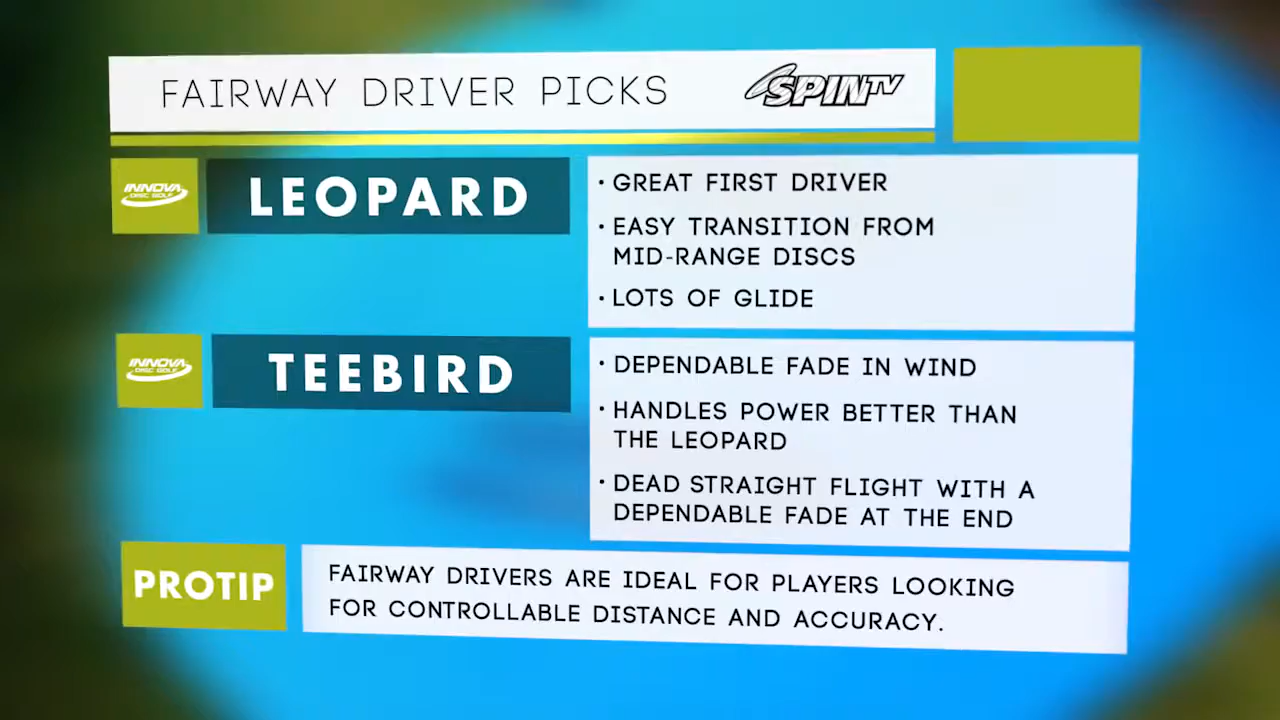 FAIRWAY DRIVER PICKS
SPIN TV
INNOVA
DISC GOLF
LEOPARD
· GREAT FIRST DRIVER
· EASY TRANSITION FROM
MID-RANGE DISCS
· LOTS OF GLIDE
INNOVA
DISC GOLF
TEEBIRD
· DEPENDABLE FADE IN WIND
· HANDLES POWER BETTER THAN
THE LEOPARD
· DEAD STRAIGHT FLIGHT WITH A
DEPENDABLE FADE AT THE END
PROTIP
FAIRWAY DRIVERS ARE IDEAL FOR PLAYERS LOOKING
FOR CONTROLLABLE DISTANCE AND ACCURACY.